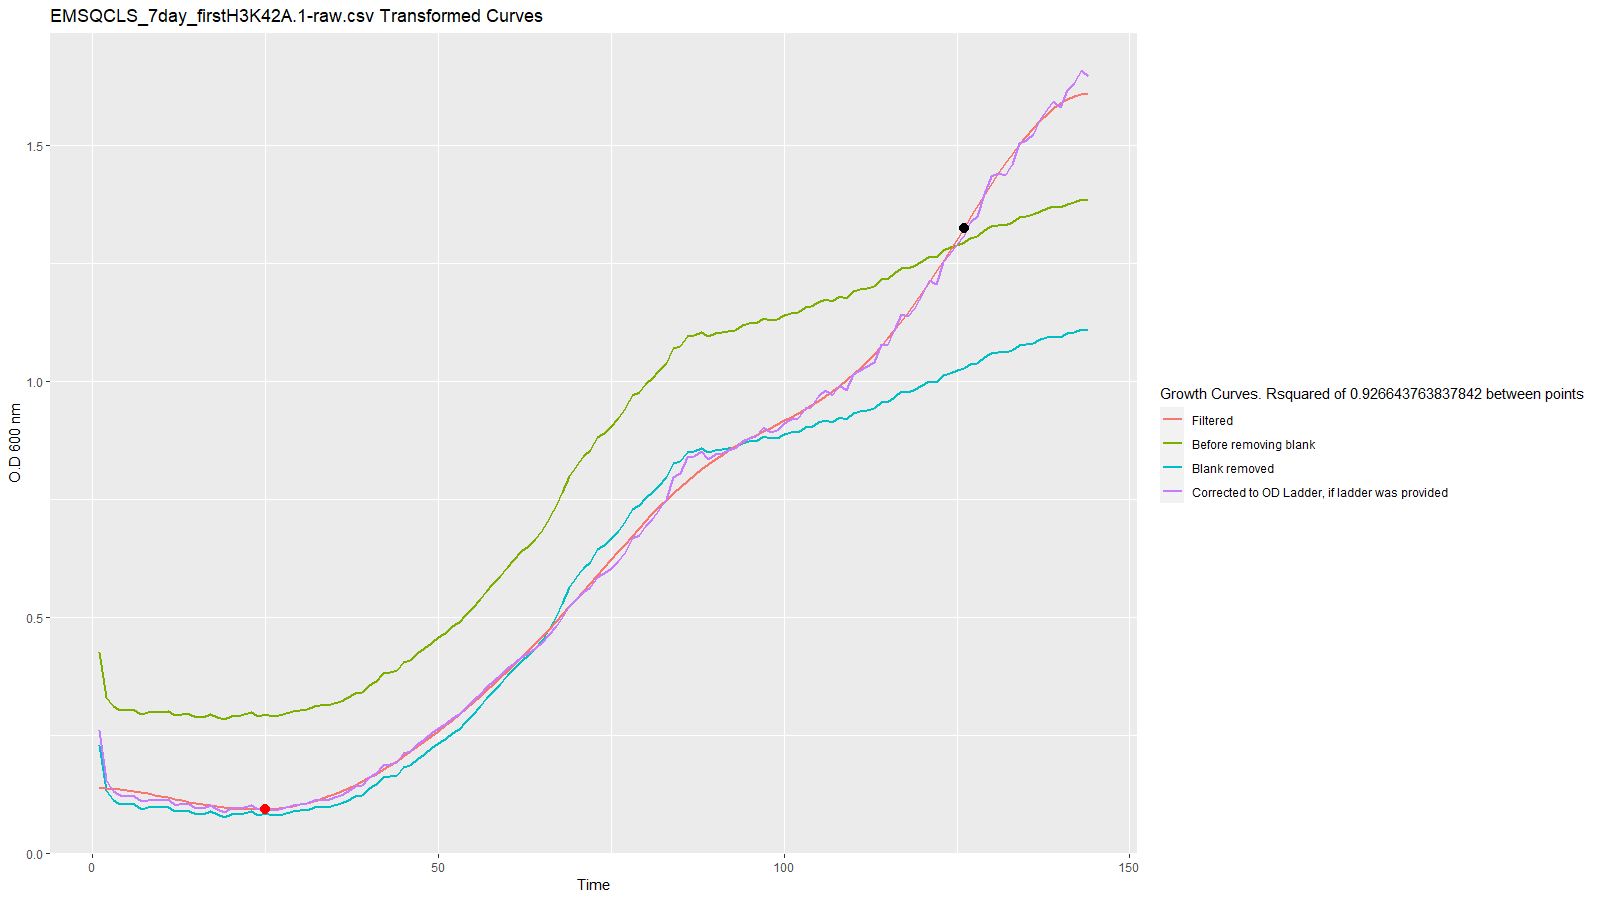 EMSQCLS_7day_firstH3K42A.1-raw.csv Transformed Curves
O.D 600 nm
1.5
1.0
0.5
0.0
0
50
100
150
Time
Growth Curves. Rsquared of 0.926643763837842 between points
Filtered
Before removing blank
Blank removed
Corrected to OD Ladder, if ladder was provided